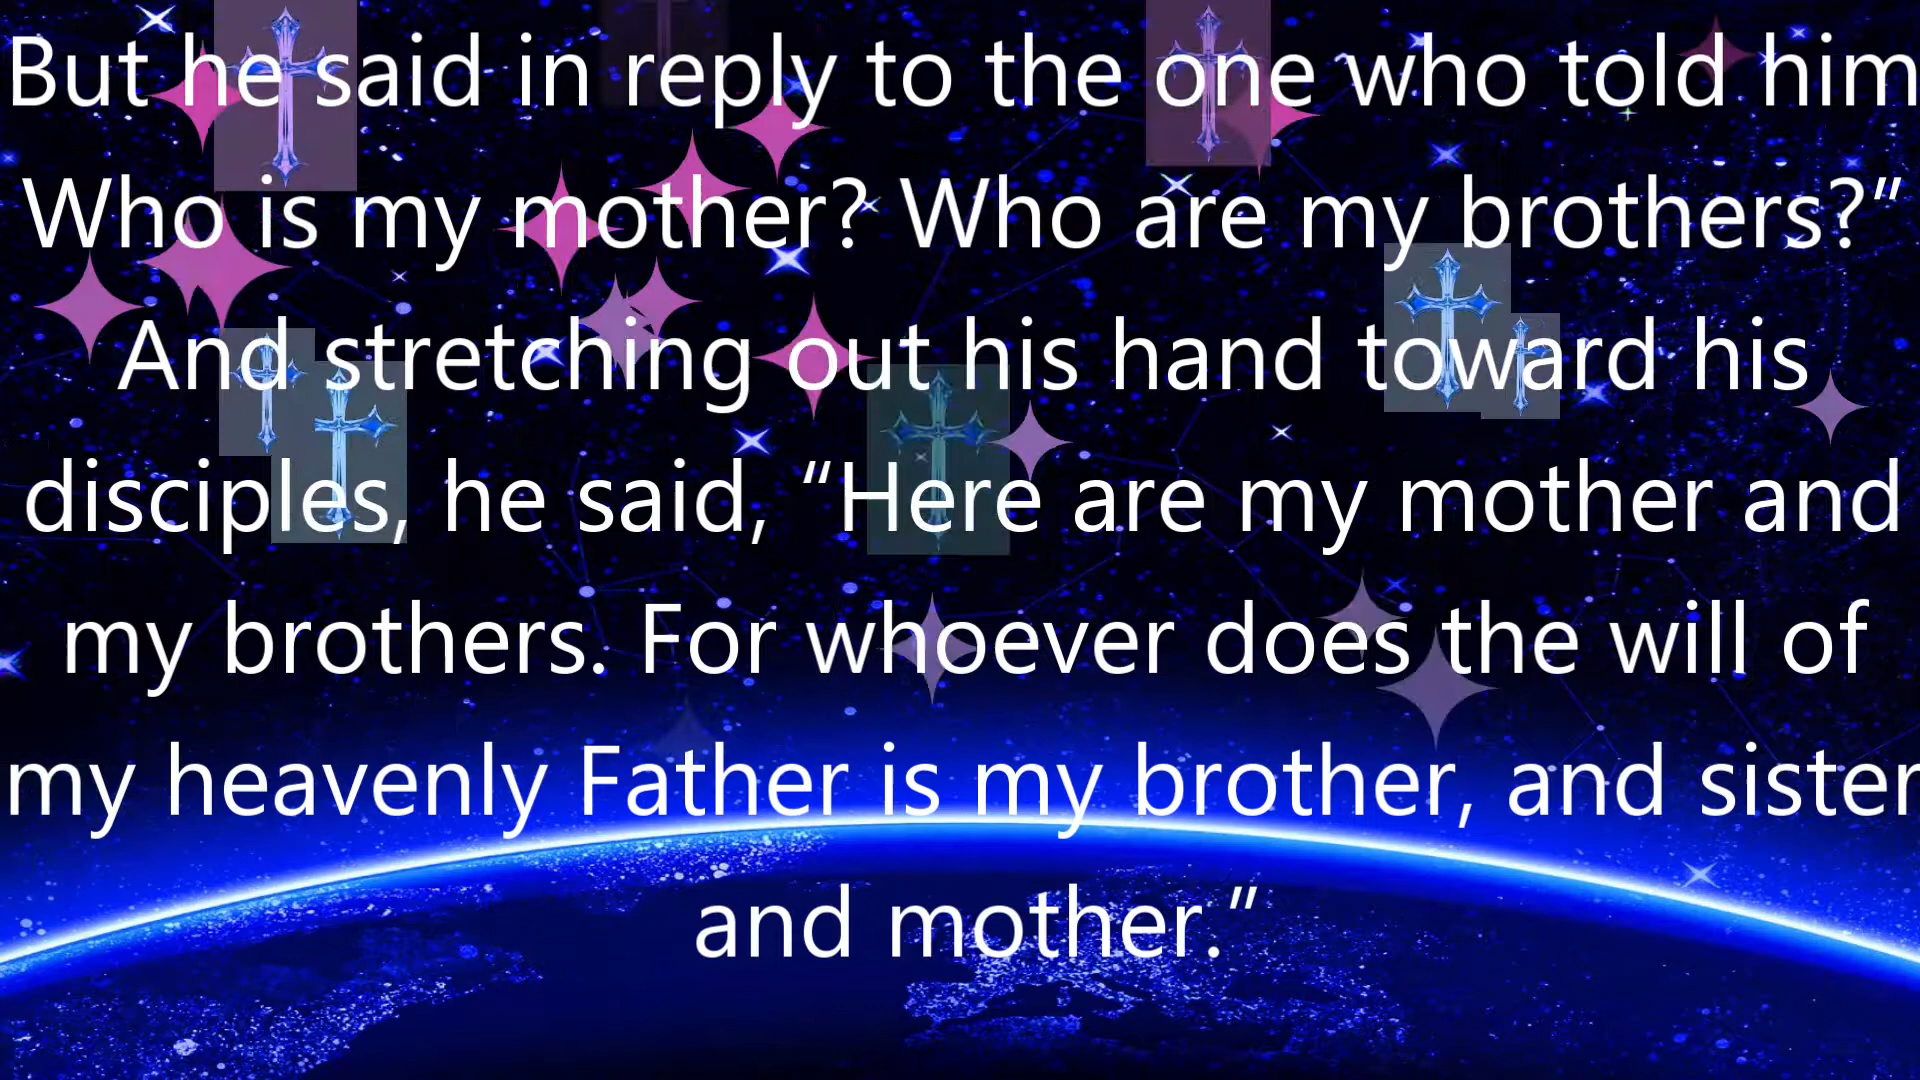 But he said in reply to the one who told him
Who is my mother? Who are my brothers?”
And stretching out his hand toward his
disciples, he said, “Here are my mother and
my brothers. For whoever does the will of
my heavenly Father is my brother, and sister
and mother.”